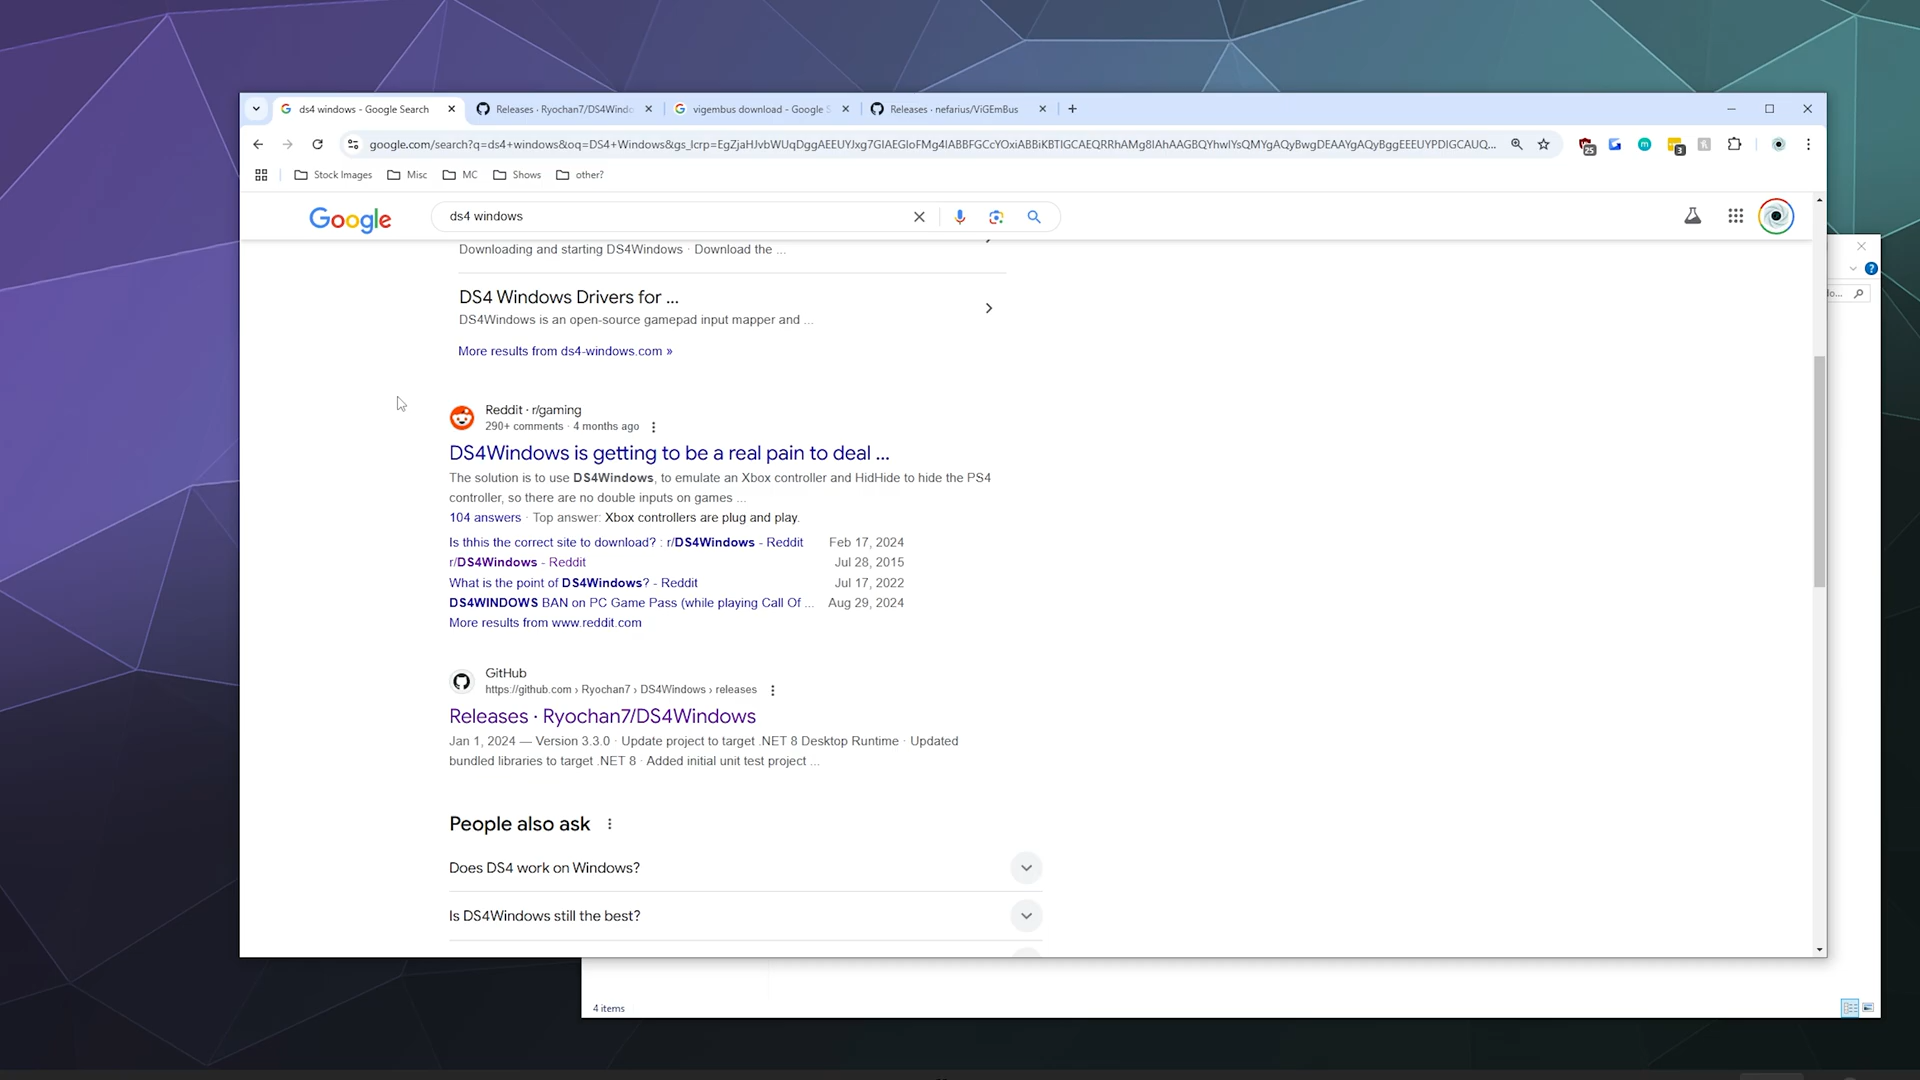 ds4 windows - Google Search
Releases · Ryochan7/DS4Windo
vigembus download - Google S
Releases · nefarius/ViGEmBus
google.com/search?q=ds4+windows&oq=DS4+Windows&gs_lcrp=EgZjaHJvbWUqDggAEEUYJxg7GIAEGIoFMg4IABBFGCcYOxiABBiKBTIGCAEQRRhAMg8IAhAAGBQYhwIYsQMYgAQyBwgDEAAYgAQyBggEEEUYPDIGCAUQ...
25
3
Stock Images
Misc
MC
Shows
other?
Google
ds4 windows
Downloading and starting DS4Windows · Download the ...
DS4 Windows Drivers for ...
DS4Windows is an open-source gamepad input mapper and ...
More results from ds4-windows.com »
Reddit · r/gaming
290+ comments · 4 months ago
DS4Windows is getting to be a real pain to deal ...
The solution is to use DS4Windows, to emulate an Xbox controller and HidHide to hide the PS4
controller, so there are no double inputs on games ...
104 answers · Top answer: Xbox controllers are plug and play.
Is thhis the correct site to download? : r/DS4Windows - Reddit Feb 17, 2024
r/DS4Windows - Reddit Jul 28, 2015
What is the point of DS4Windows? - Reddit Jul 17, 2022
DS4WINDOWS BAN on PC Game Pass (while playing Call Of ... Aug 29, 2024
More results from www.reddit.com
GitHub
https://github.com › Ryochan7 › DS4Windows › releases
Releases · Ryochan7/DS4Windows
Jan 1, 2024 — Version 3.3.0 · Update project to target .NET 8 Desktop Runtime · Updated
bundled libraries to target .NET 8 · Added initial unit test project ...
People also ask
Does DS4 work on Windows?
Is DS4Windows still the best?
4 items